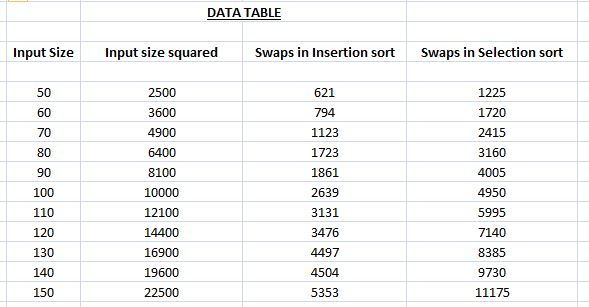 DATA TABLE
Input Size Input size squared Swaps in Insertion sort Swaps in Selection sort
50 2500 621 1225
60 3600 794 1720
70 4900 1123 2415
80 6400 1723 3160
90 8100 1861 4005
100 10000 2639 4950
110 12100 3131 5995
120 14400 3476 7140
130 16900 4497 8385
140 19600 4504 9730
150 22500 5353 11175